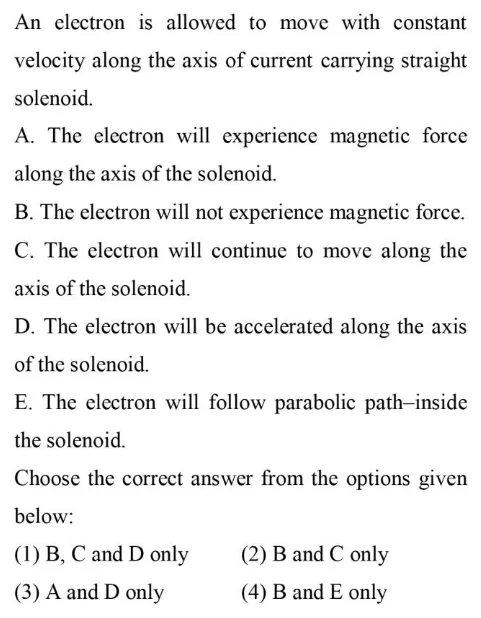 An electron is allowed to move with constant
velocity along the axis of current carrying straight
solenoid.
A. The electron will experience magnetic force
along the axis of the solenoid.
B. The electron will not experience magnetic force.
C. The electron will continue to move along the
axis of the solenoid.
D. The electron will be accelerated along the axis
of the solenoid.
E. The electron will follow parabolic path–inside
the solenoid.
Choose the correct answer from the options given
below:
(1) B, C and D only (2) B and C only
(3) A and D only (4) B and E only